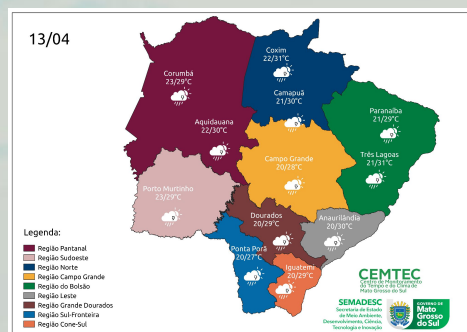 13/04
Coxim
22/31°C
Corumbá
23/29°C
Camapuã
21/30°C
Paranaíba
21/29°C
Aquidauana
22/30°C
Três Lagoas
21/31°C
Campo Grande
20/28°C
Porto Murtinho
23/29°C
Dourados
20/29°C
Anaurilândia
20/30°C
Ponta Porã
20/27°C
Iguatemi
20/29°C
Legenda:
Região Pantanal
Região Sudoeste
Região Norte
Região Campo Grande
Região do Bolsão
Região Leste
Região Grande Dourados
Região Sul-Fronteira
Região Cone-Sul
CEMTEC
Centro de Monitoramento
do Tempo e do Clima de
Mato Grosso do Sul
SEMADESC
Secretaria de Estado
de Meio Ambiente,
Desenvolvimento, Ciência,
Tecnologia e Inovação
GOVERNO DE
Mato
Grosso
do Sul